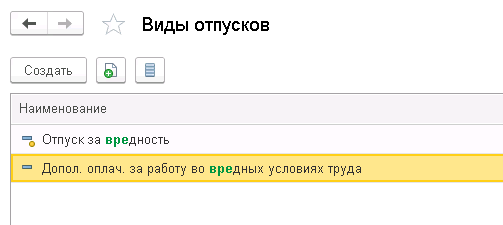 Виды отпусков
Создать
Наименование
Отпуск за вредность
Допол. оплач. за работу во вредных условиях труда